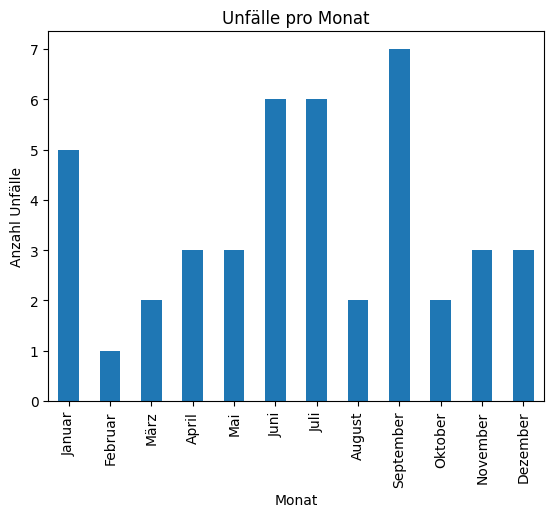 Unfälle pro Monat
Anzahl Unfälle
7
6
5
4
3
2
1
0
Januar
Februar
März
April
Mai
Juni
Juli
August
September
Oktober
November
Dezember
Monat